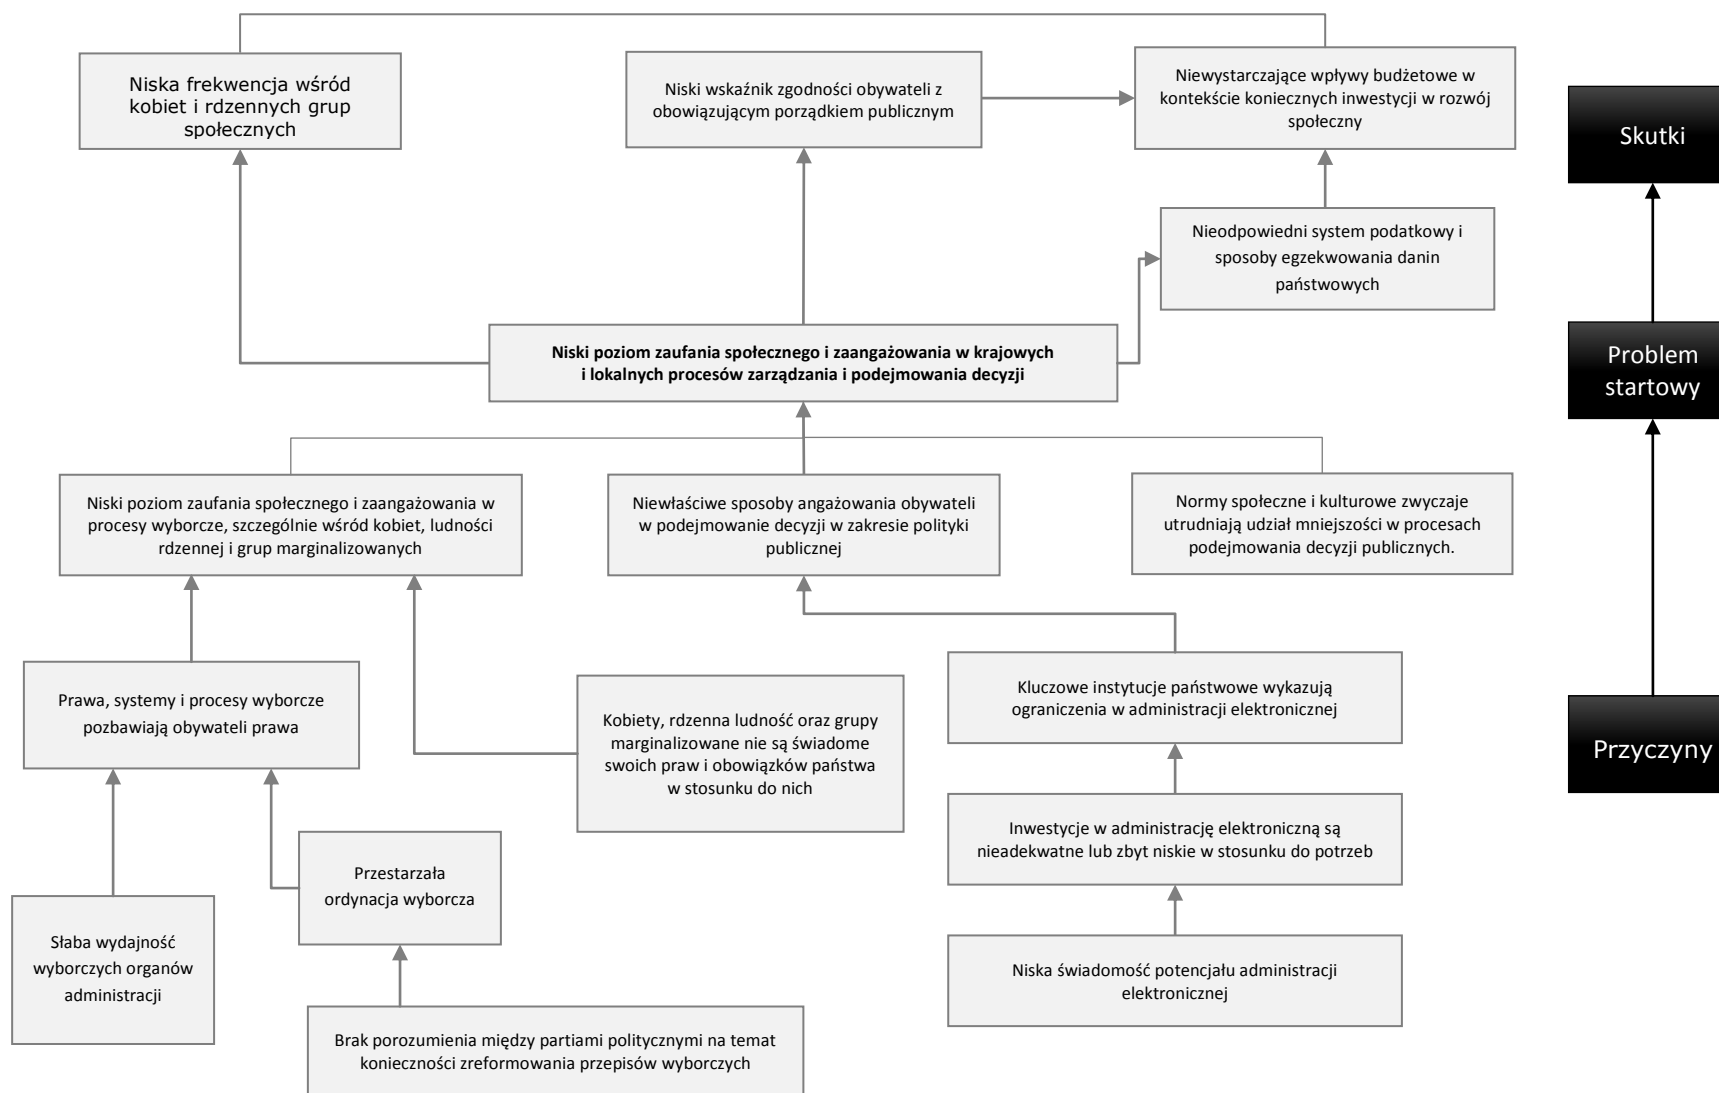 Niska frekwencja wśród
kobiet i rdzennych grup
społecznych
Niski wskaźnik zgodności obywateli z
obowiązującym porządkiem publicznym
Niewystarczające wpływy budżetowe w
kontekście koniecznych inwestycji w rozwój
społeczny
Skutki
Nieodpowiedni system podatkowy i
sposoby egzekwowania danin
państwowych
Niski poziom zaufania społecznego i zaangażowania w krajowych
i lokalnych procesów zarządzania i podejmowania decyzji
Problem
startowy
Niski poziom zaufania społecznego i zaangażowania w
procesy wyborcze, szczególnie wśród kobiet, ludności
rdzennej i grup marginalizowanych
Niewłaściwe sposoby angażowania obywateli
w podejmowanie decyzji w zakresie polityki
publicznej
Normy społeczne i kulturowe zwyczaje
utrudniają udział mniejszości w procesach
podejmowania decyzji publicznych.
Prawa, systemy i procesy wyborcze
pozbawiają obywateli prawa
Kobiety, rdzenna ludność oraz grupy
marginalizowane nie są świadome
swoich praw i obowiązków państwa
w stosunku do nich
Kluczowe instytucje państwowe wykazują
ograniczenia w administracji elektronicznej
Przyczyny
Inwestycje w administrację elektroniczną są
nieadekwatne lub zbyt niskie w stosunku do potrzeb
Przestarzała
ordynacja wyborcza
Słaba wydajność
wyborczych organów
administracji
Niska świadomość potencjału administracji
elektronicznej
Brak porozumienia między partiami politycznymi na temat
konieczności zreformowania przepisów wyborczych